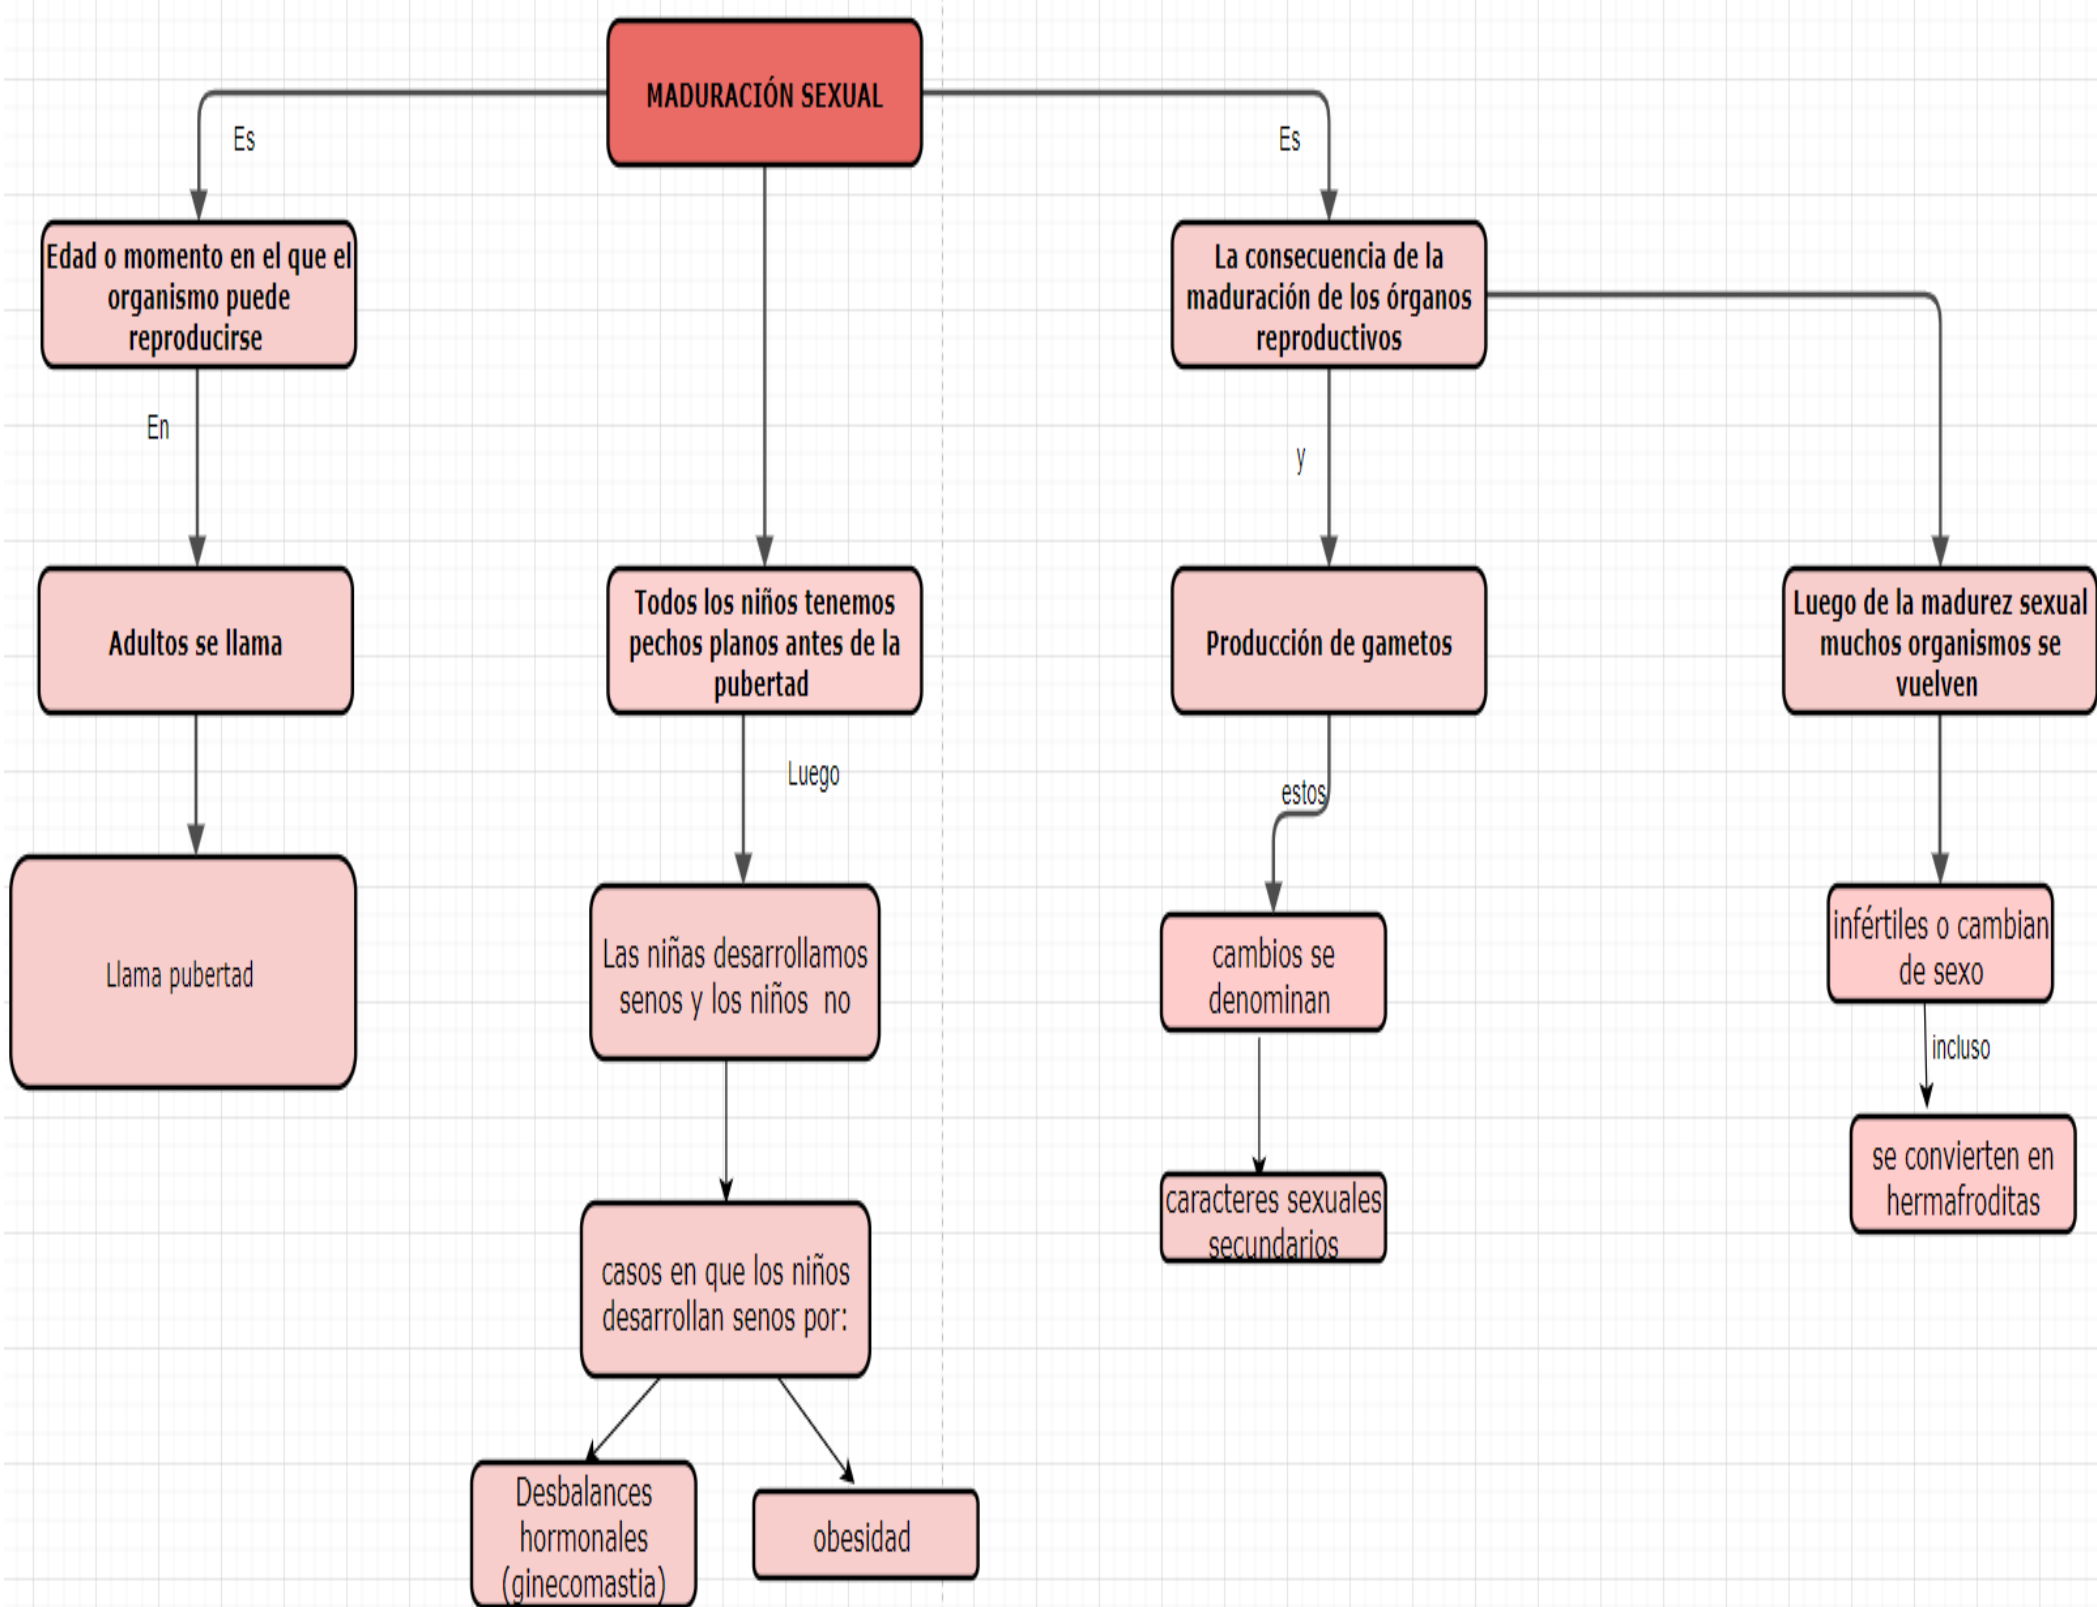 MADURACIÓN SEXUAL
Es
Es
Edad o momento en el que el
organismo puede
reproducirse
La consecuencia de la
maduración de los órganos
reproductivos
En
y
Adultos se llama
Todos los niños tenemos
pechos planos antes de la
pubertad
Producción de gametos
Luego de la madurez sexual
muchos organismos se
vuelven
Luego
estos
Llama pubertad
Las niñas desarrollamos
senos y los niños no
cambios se
denominan
infértiles o cambian
de sexo
incluso
casos en que los niños
desarrollan senos por:
caracteres sexuales
secundarios
se convierten en
hermafroditas
Desbalances
hormonales
(ginecomastia)
obesidad